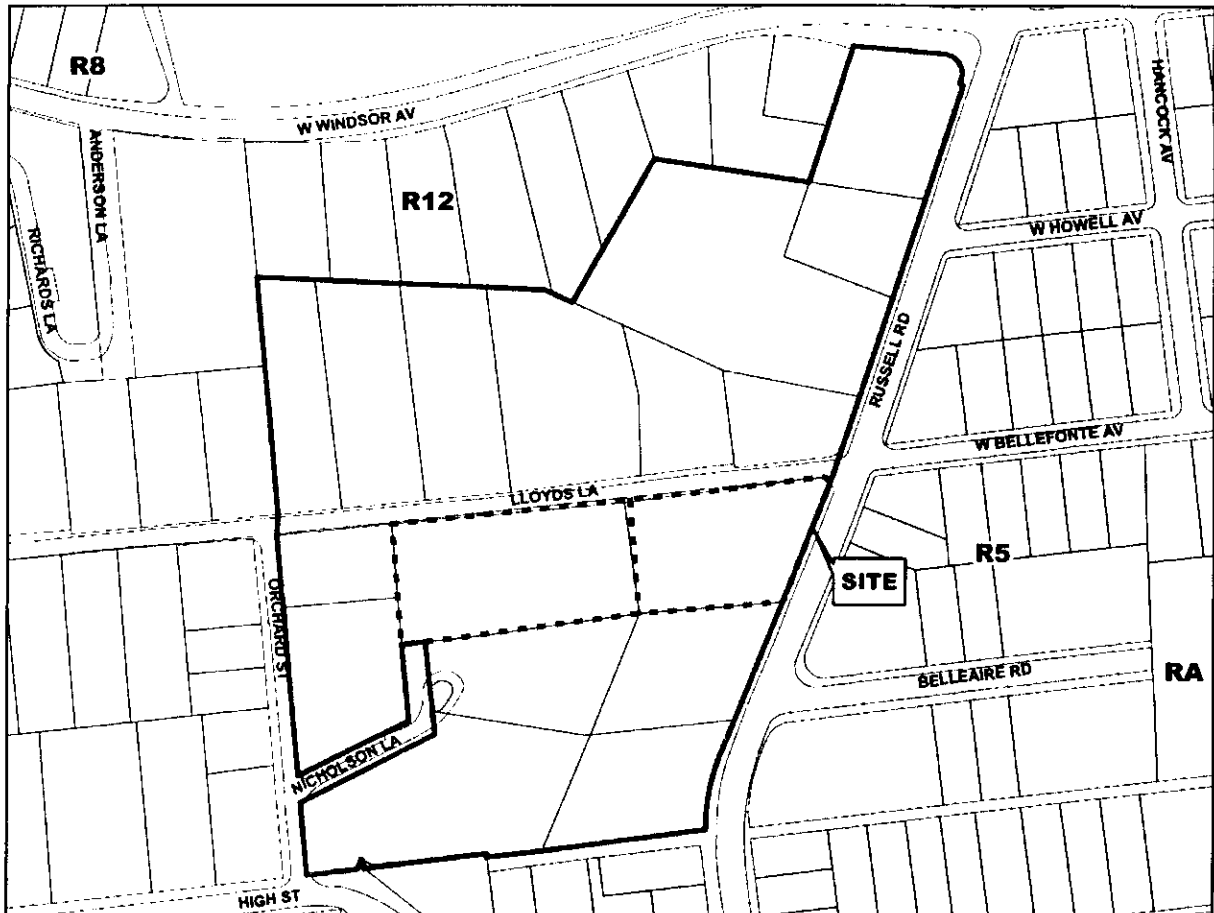 R8
W WINDSOR AV
HANCOCK AV
ANDERSON LA
R12
RICHARDS LA
W HOWELL AV
RUSSELL RD
W BELLEFONTE AV
LLOYDS LA
R5
SITE
ORCHARD ST
BELLEAIRE RD
RA
NICHOLSON LA
HIGH ST